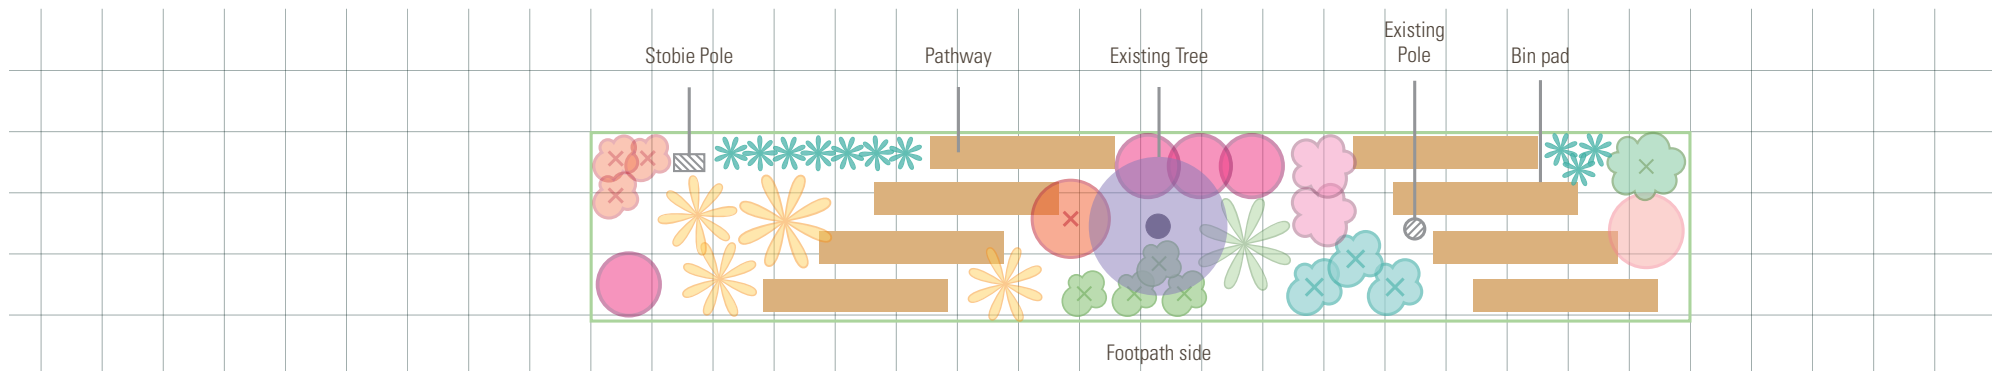 Stobie Pole
Pathway
Existing Tree
Existing
Pole
Bin pad
Footpath side